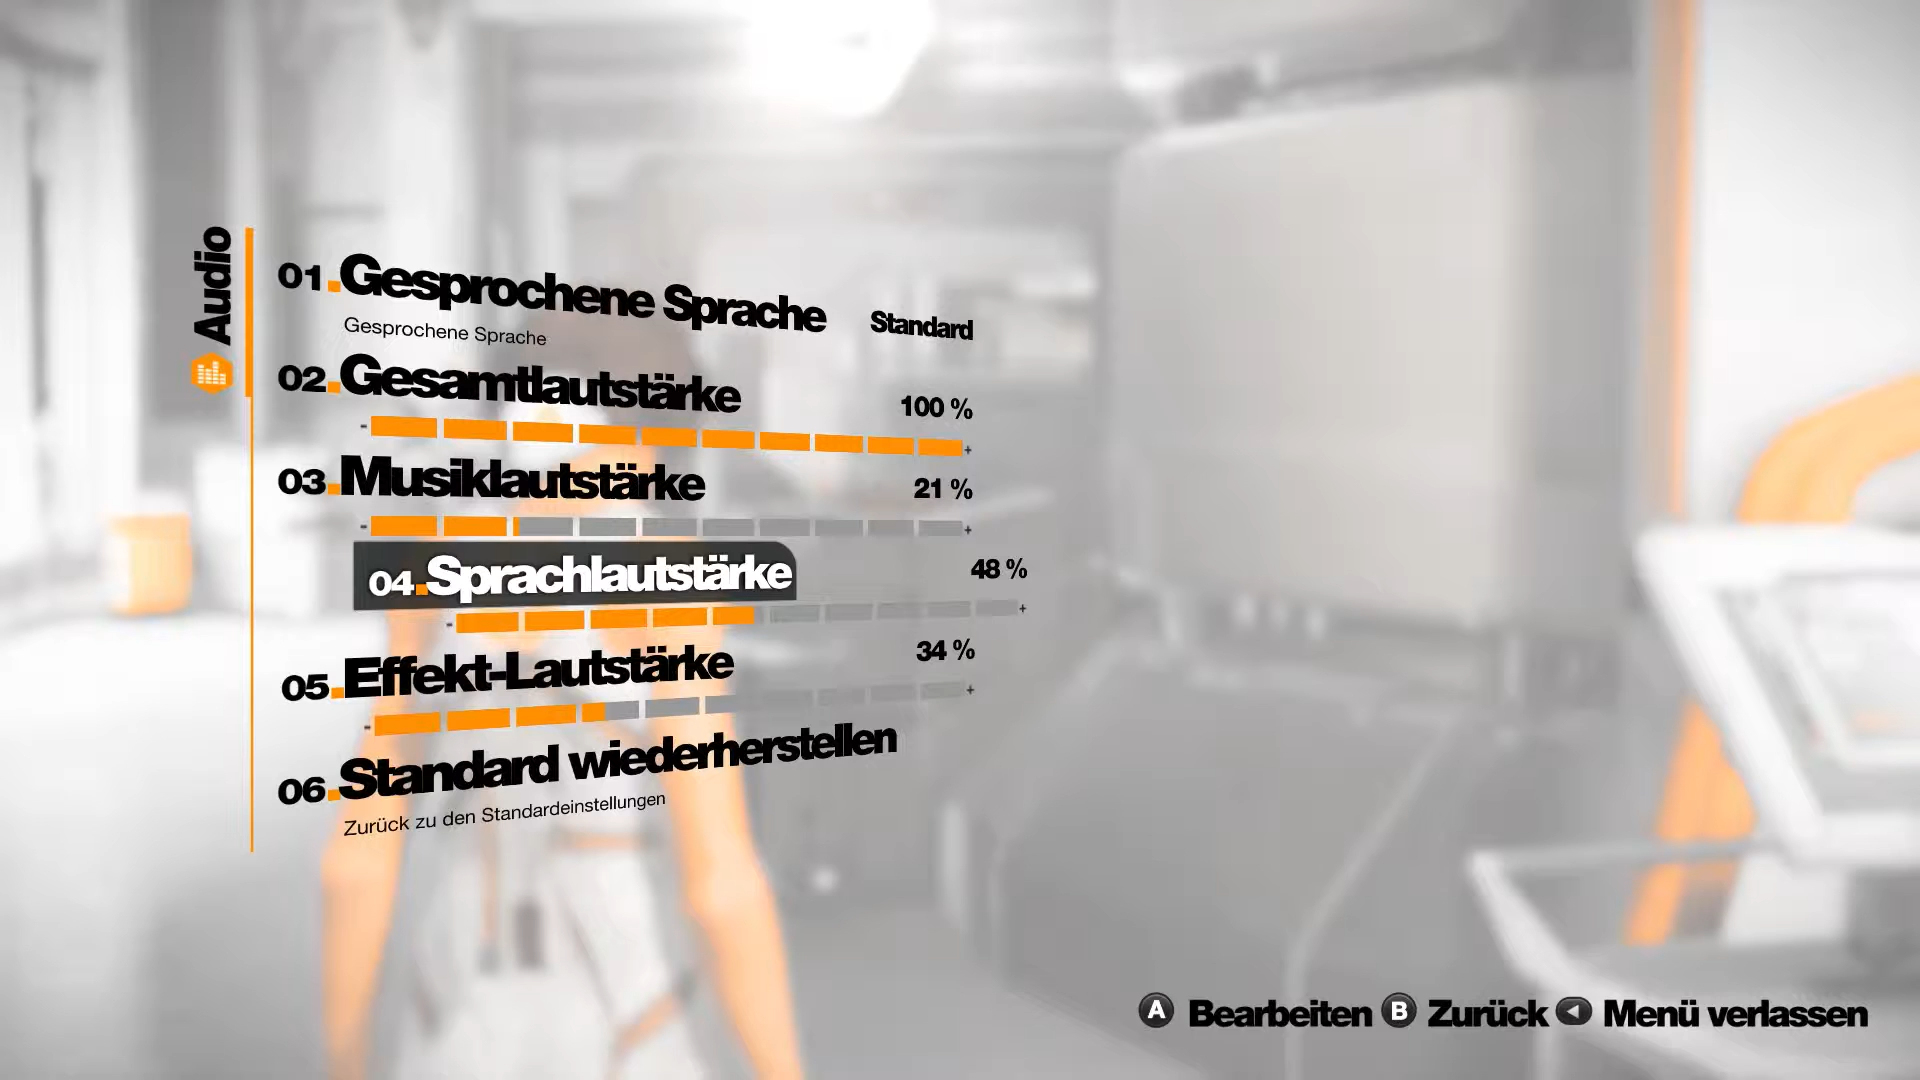 Audio
01.Gesprochene Sprache Standard
Gesprochene Sprache
02.Gesamtlautstärke 100 %
- +
03.Musiklautstärke 21 %
- +
04.Sprachlautstärke 48 %
- +
05.Effekt-Lautstärke 34 %
- +
06.Standard wiederherstellen
Zurück zu den Standardeinstellungen
A Bearbeiten B Zurück Menü verlassen